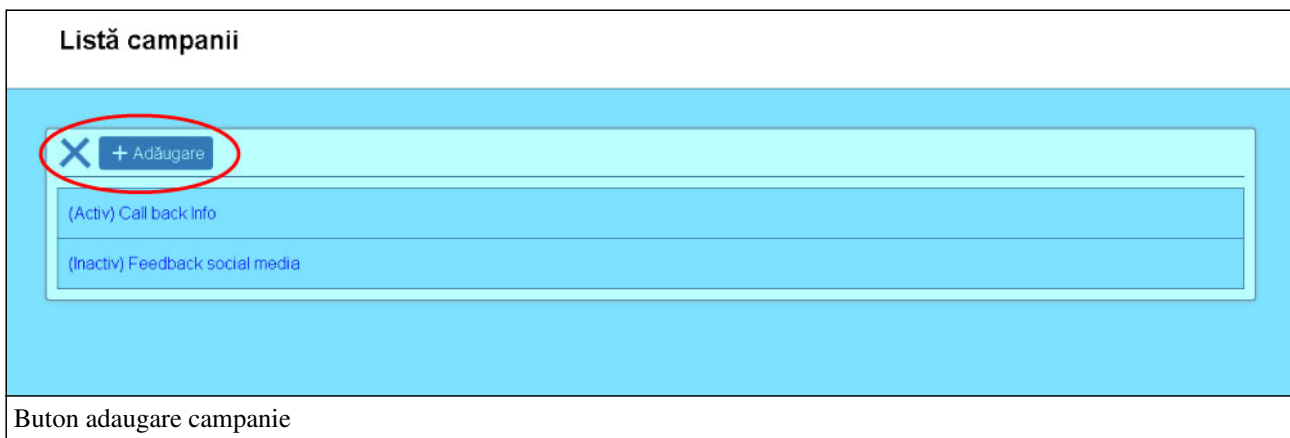 Listă campanii
+ Adăugare
(Activ) Call back Info
(Inactiv) Feedback social media
Buton adaugare campanie